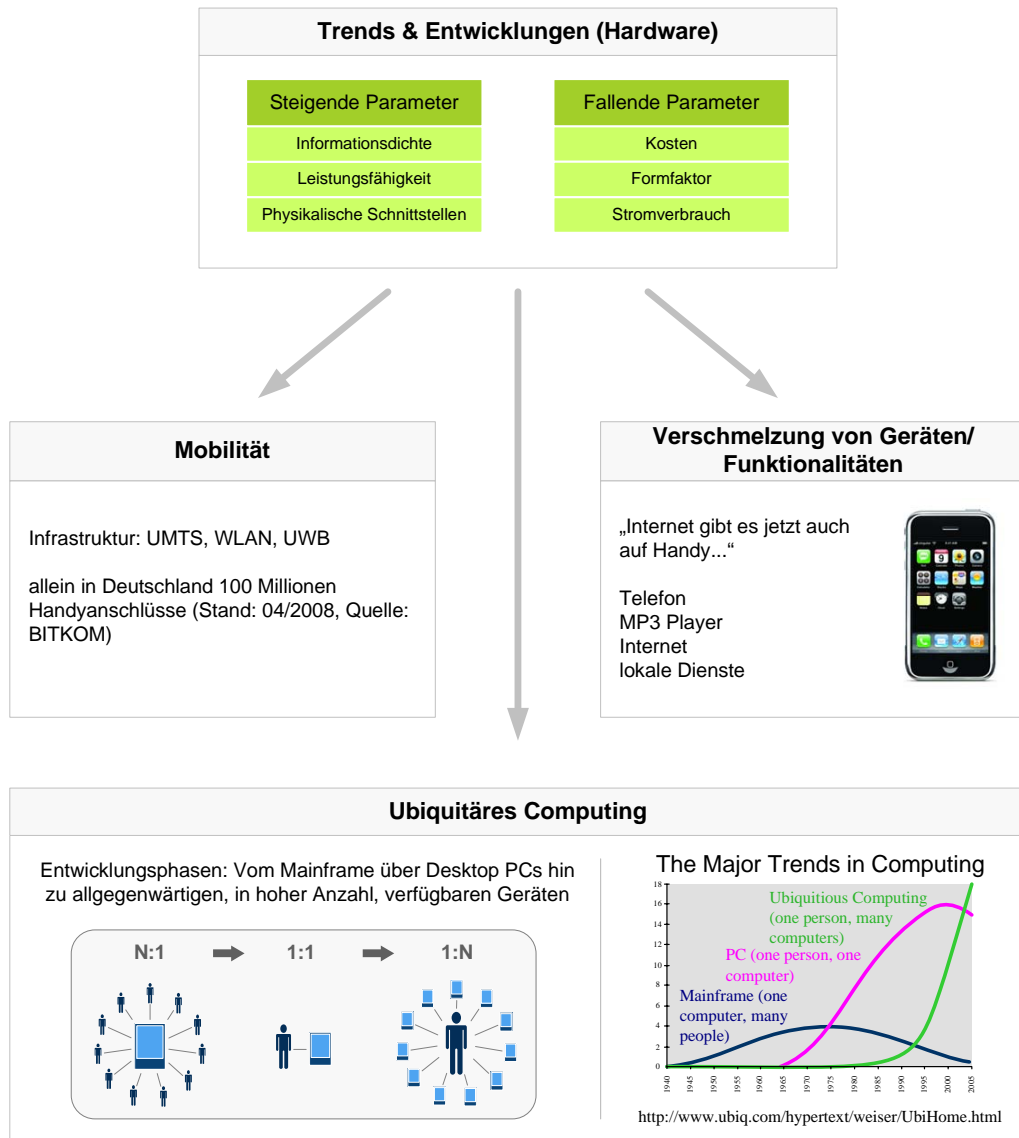 Trends & Entwicklungen (Hardware)
Steigende Parameter
Informationsdichte
Leistungsfähigkeit
Physikalische Schnittstellen
Fallende Parameter
Kosten
Formfaktor
Stromverbrauch
Mobilität
Infrastruktur: UMTS, WLAN, UWB
allein in Deutschland 100 Millionen
Handyanschlüsse (Stand: 04/2008, Quelle:
BITKOM)
Verschmelzung von Geräten/
Funktionalitäten
„Internet gibt es jetzt auch
auf Handy...“
Telefon
MP3 Player
Internet
lokale Dienste
Ubiquitäres Computing
Entwicklungsphasen: Vom Mainframe über Desktop PCs hin
zu allgegenwärtigen, in hoher Anzahl, verfügbaren Geräten
N:1
1:1
1:N
The Major Trends in Computing
18
16
14
12
10
8
6
4
2
0
Ubiquitious Computing
(one person, many
computers)
PC (one person, one
computer)
Mainframe (one
computer, many
people)
1940
1945
1950
1955
1960
1965
1970
1975
1980
1985
1990
1995
2000
2005
http://www.ubiq.com/hypertext/weiser/UbiHome.html